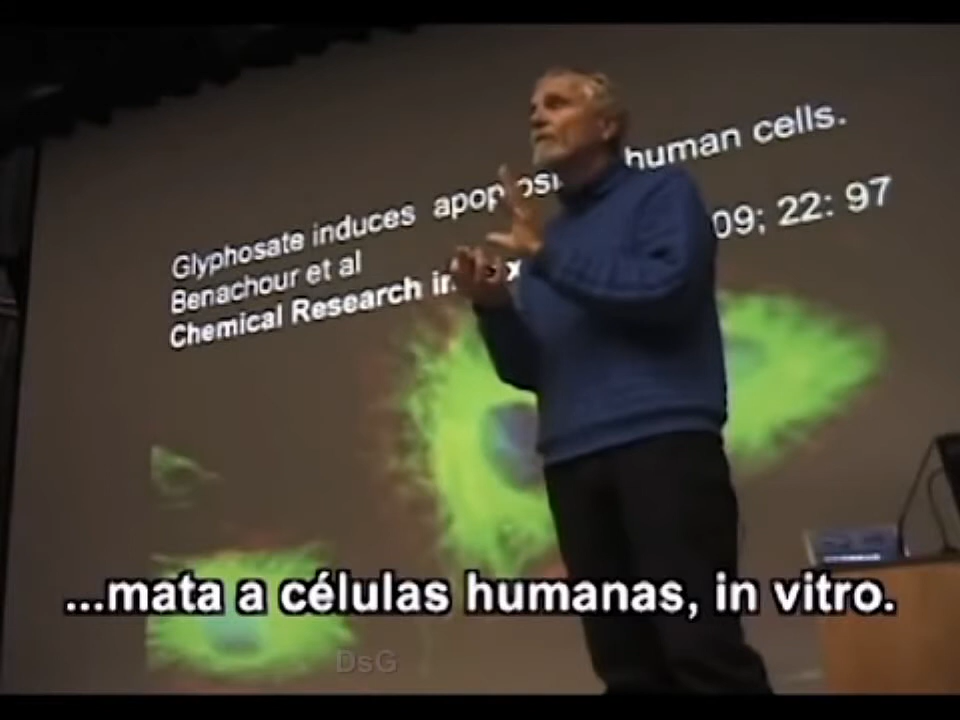 Glyphosate induces human cells.
Benachour et al 09; 22: 97
Chemical Research
...mata a células humanas, in vitro.
DsG